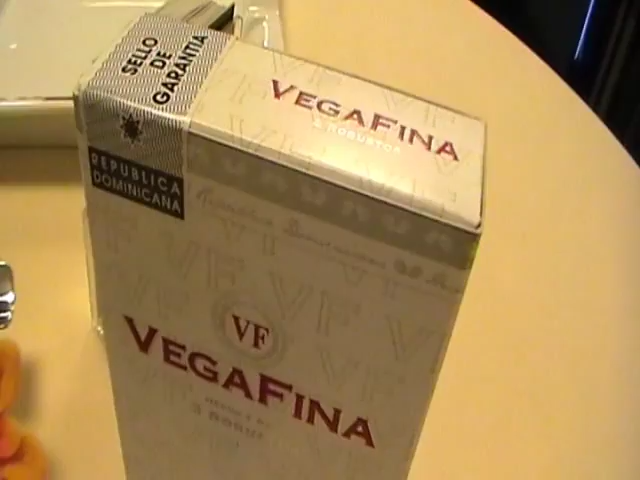 SELLO
DE
GARANTIA
REPUBLICA
DOMINICANA
VEGAFINA
ROBUSTOS
VF
VEGAFINA